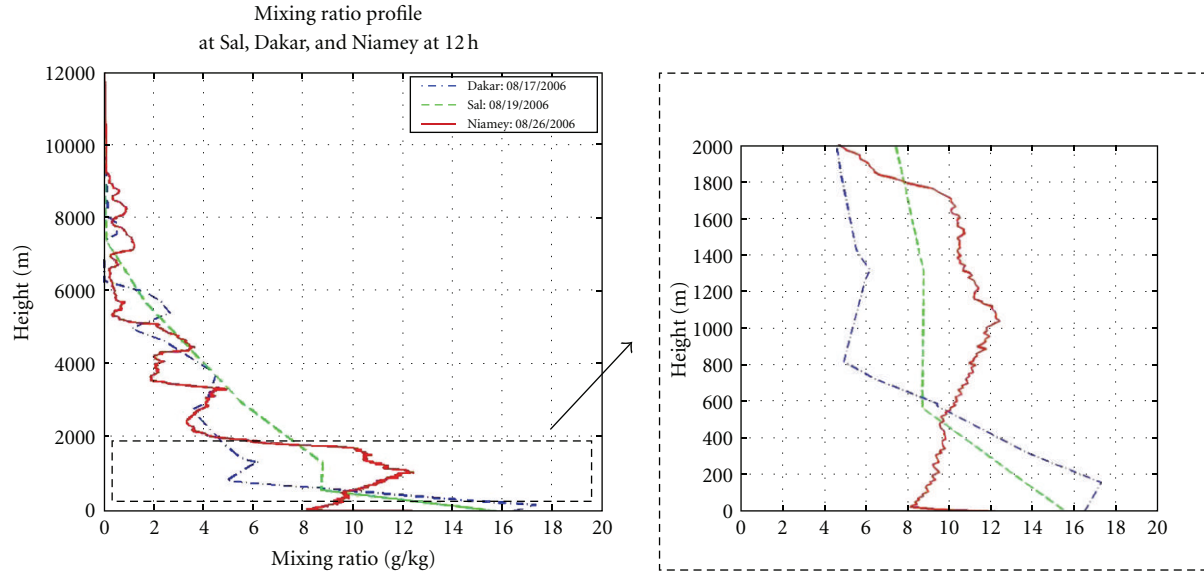 Mixing ratio profile
at Sal, Dakar, and Niamey at 12 h
12000
10000
8000
6000
4000
2000
0
Height (m)
0 2 4 6 8 10 12 14 16 18 20
Mixing ratio (g/kg)
Dakar: 08/17/2006
Sal: 08/19/2006
Niamey: 08/26/2006
2000
1800
1600
1400
1200
1000
800
600
400
200
0
Height (m)
0 2 4 6 8 10 12 14 16 18 20